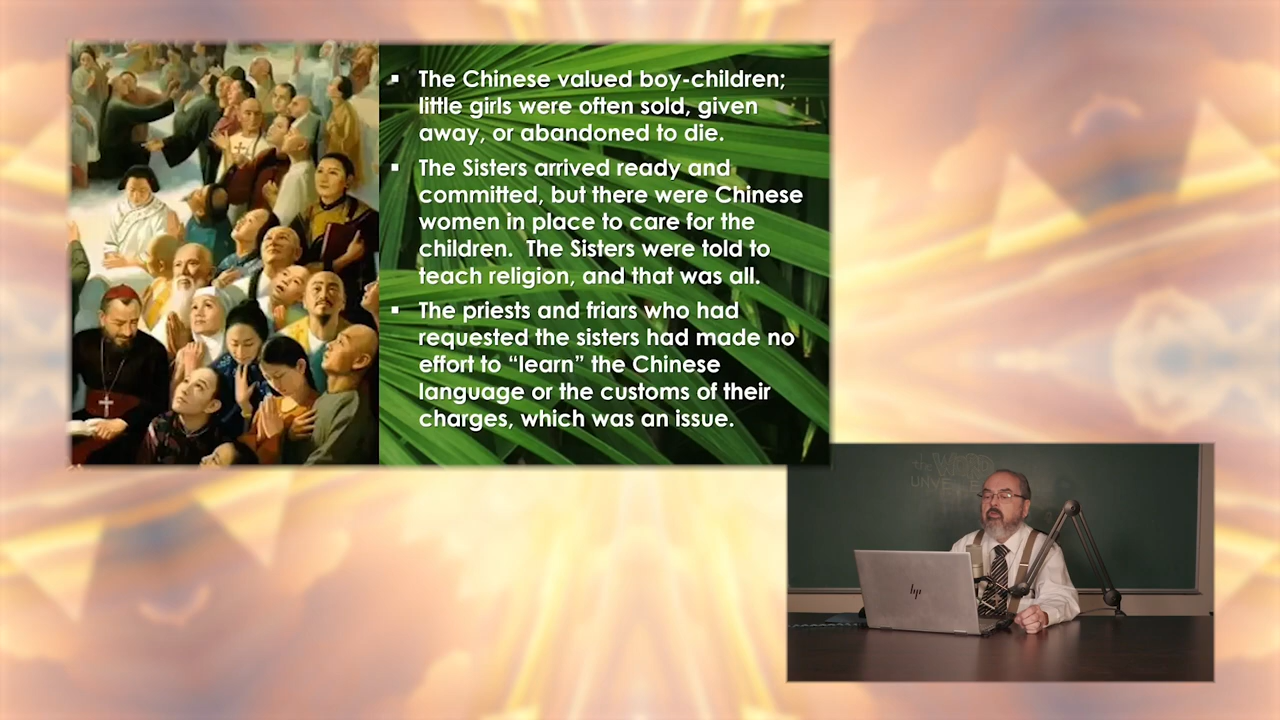 ▪ The Chinese valued boy-children;
little girls were often sold, given
away, or abandoned to die.
▪ The Sisters arrived ready and
committed, but there were Chinese
women in place to care for the
children.  The Sisters were told to
teach religion, and that was all.
▪ The priests and friars who had
requested the sisters had made no
effort to “learn” the Chinese
language or the customs of their
charges, which was an issue.
the WORD
hp